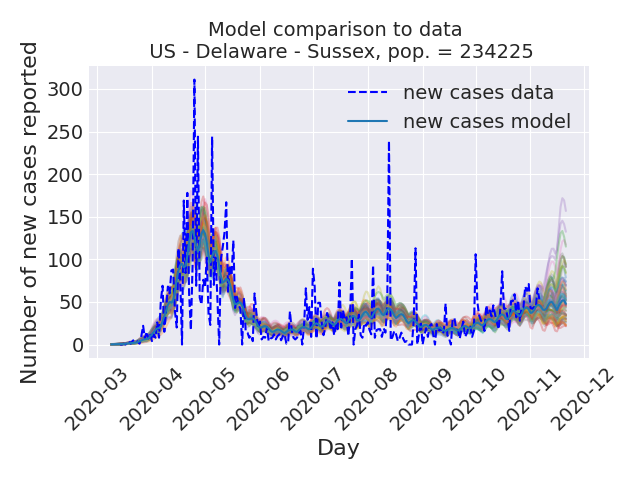 Model comparison to data
US - Delaware - Sussex, pop. = 234225
Number of new cases reported
300
250
200
150
100
50
0
new cases data
new cases model
2020-03
2020-04
2020-05
2020-06
2020-07
2020-08
2020-09
2020-10
2020-11
2020-12
Day